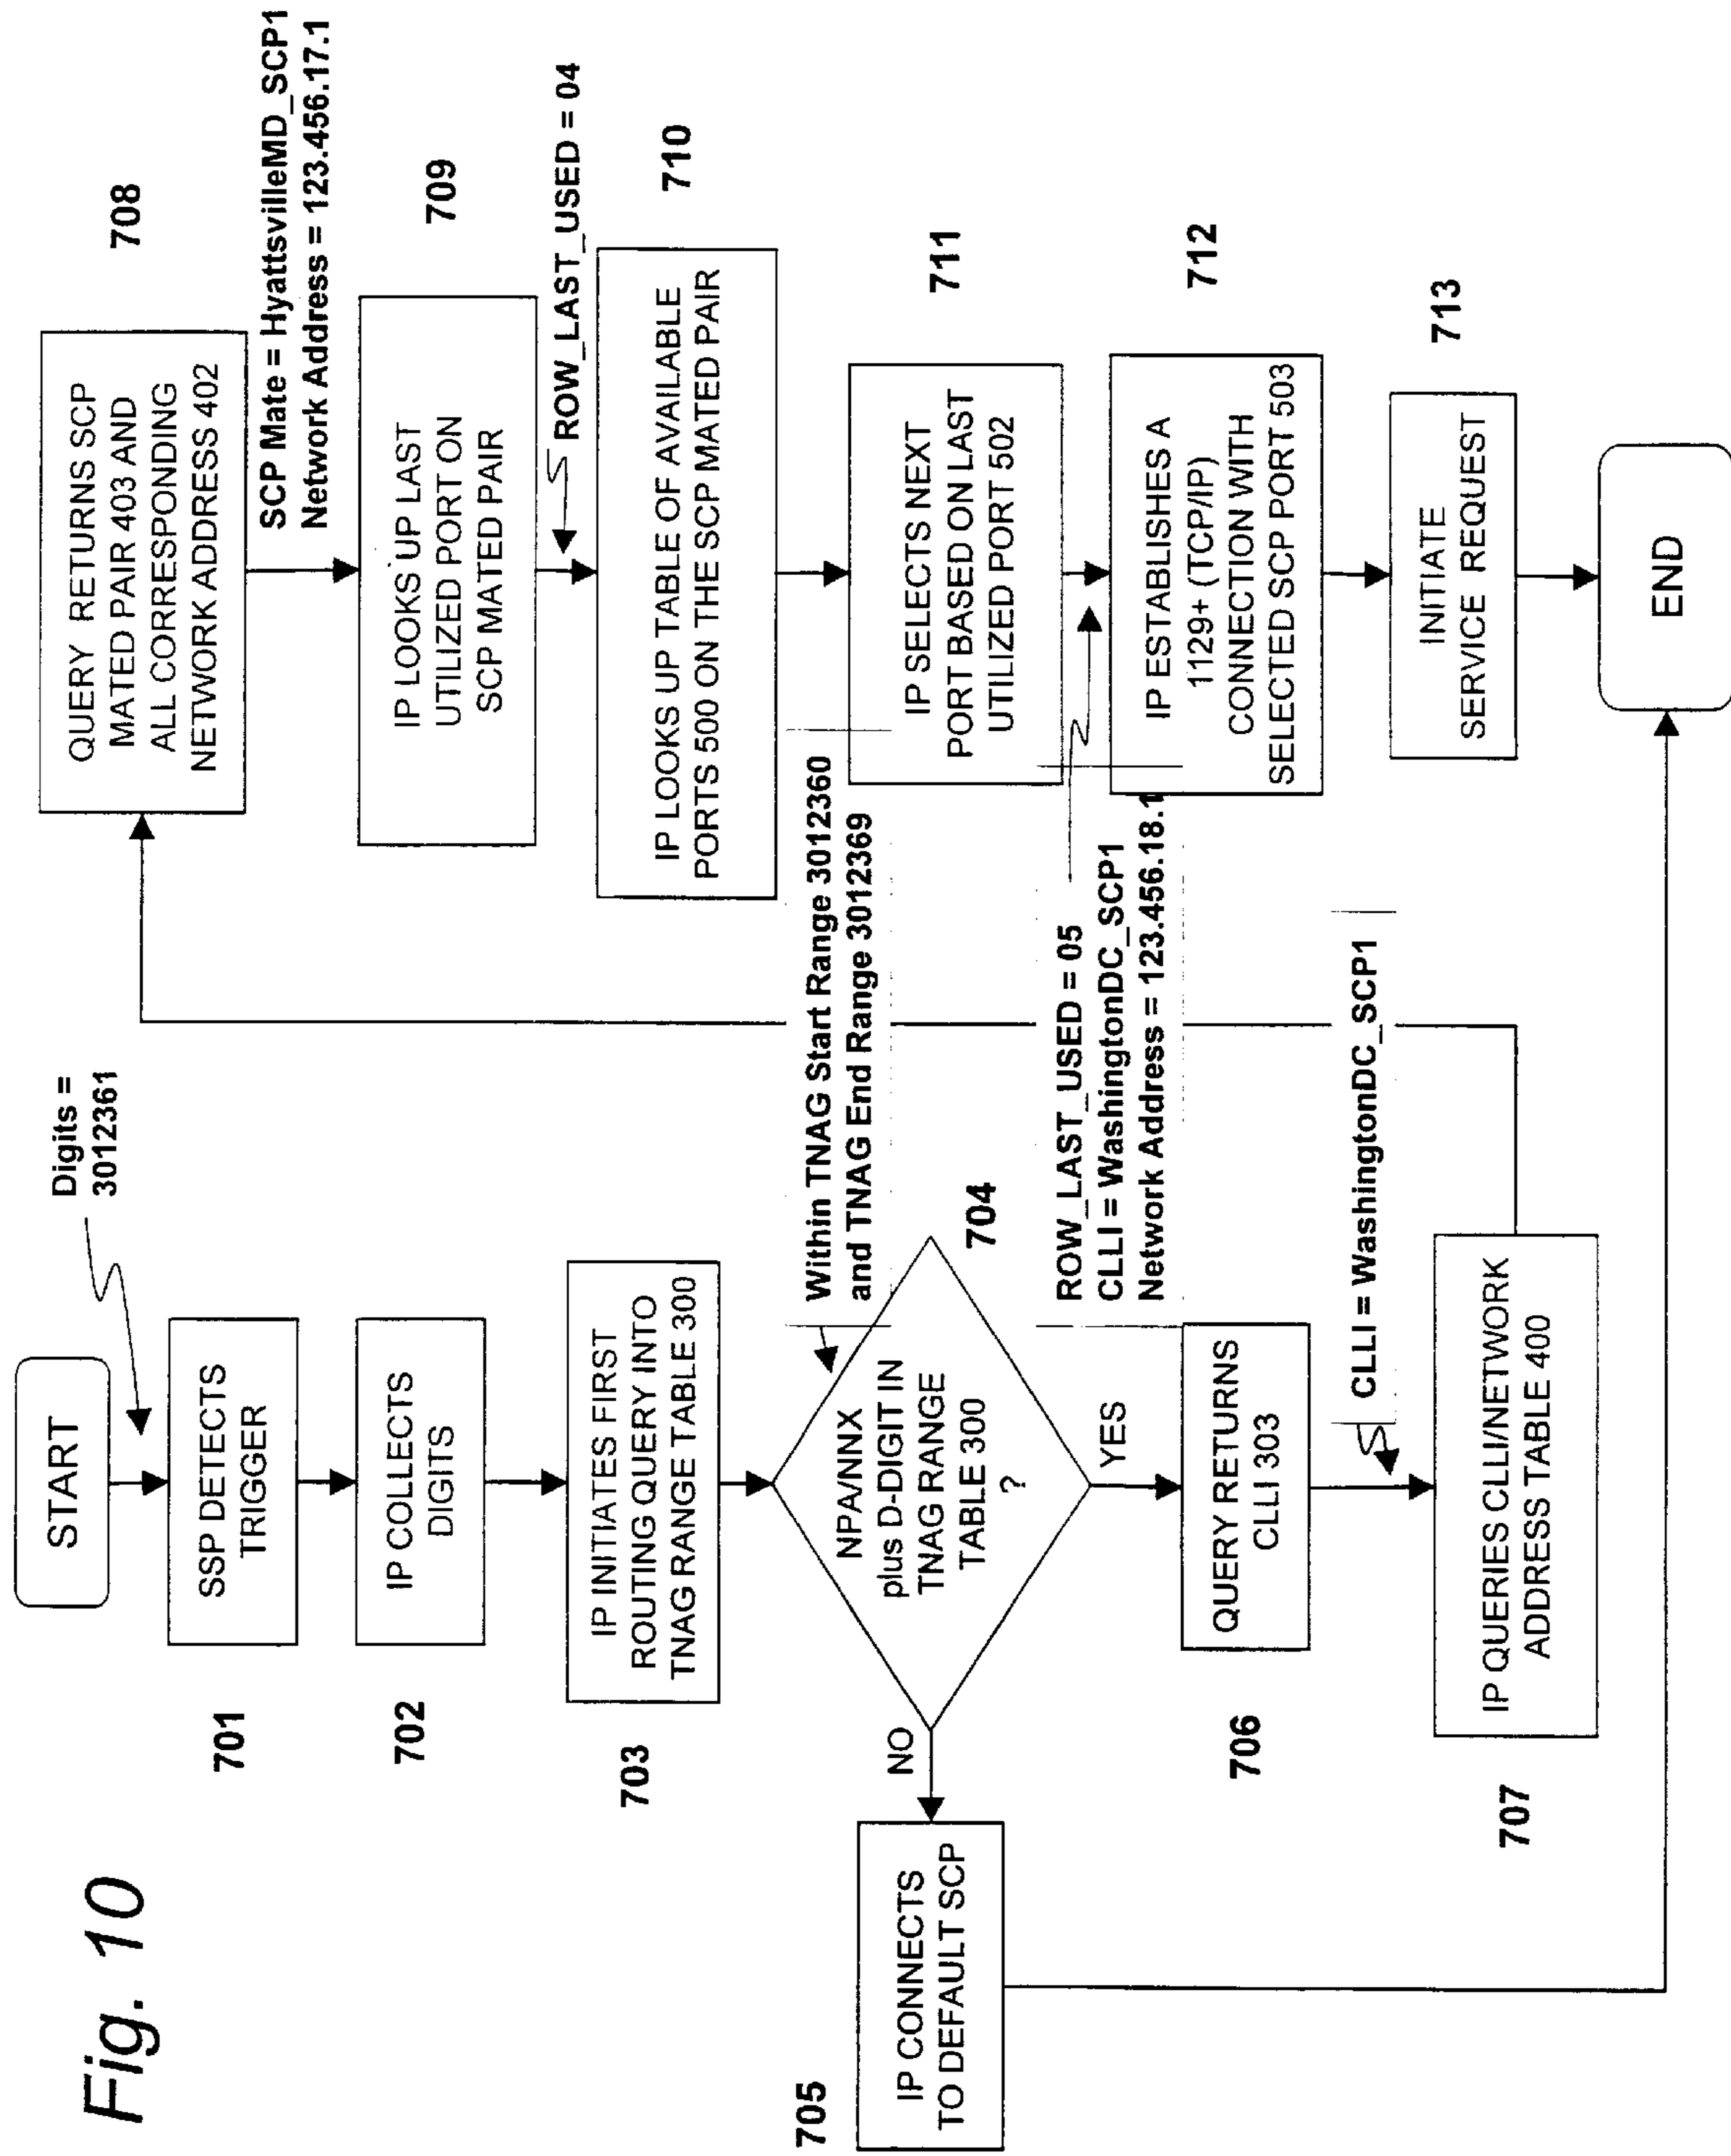 Fig. 10
START
Digits =
3012361
701
SSP DETECTS
TRIGGER
702
IP COLLECTS
DIGITS
703
IP INITIATES FIRST
ROUTING QUERY INTO
TNAG RANGE TABLE 300
Within TNAG Start Range 3012360
and TNAG End Range 3012369
704
NPA/NNX
plus D-DIGIT IN
TNAG RANGE
TABLE 300
?
NO
YES
705
IP CONNECTS
TO DEFAULT SCP
706
QUERY RETURNS
CLLI 303
CLLI = WashingtonDC_SCP1
707
IP QUERIES CLLI/NETWORK
ADDRESS TABLE 400
708
QUERY RETURNS SCP
MATED PAIR 403 AND
ALL CORRESPONDING
NETWORK ADDRESS 402
SCP Mate = HyattsvilleMD_SCP1
Network Address = 123.456.17.1
709
IP LOOKS UP LAST
UTILIZED PORT ON
SCP MATED PAIR
ROW_LAST_USED = 04
710
IP LOOKS UP TABLE OF AVAILABLE
PORTS 500 ON THE SCP MATED PAIR
711
IP SELECTS NEXT
PORT BASED ON LAST
UTILIZED PORT 502
ROW_LAST_USED = 05
CLLI = WashingtonDC_SCP1
Network Address = 123.456.18.1
712
IP ESTABLISHES A
1129+ (TCP/IP)
CONNECTION WITH
SELECTED SCP PORT 503
713
INITIATE
SERVICE REQUEST
END